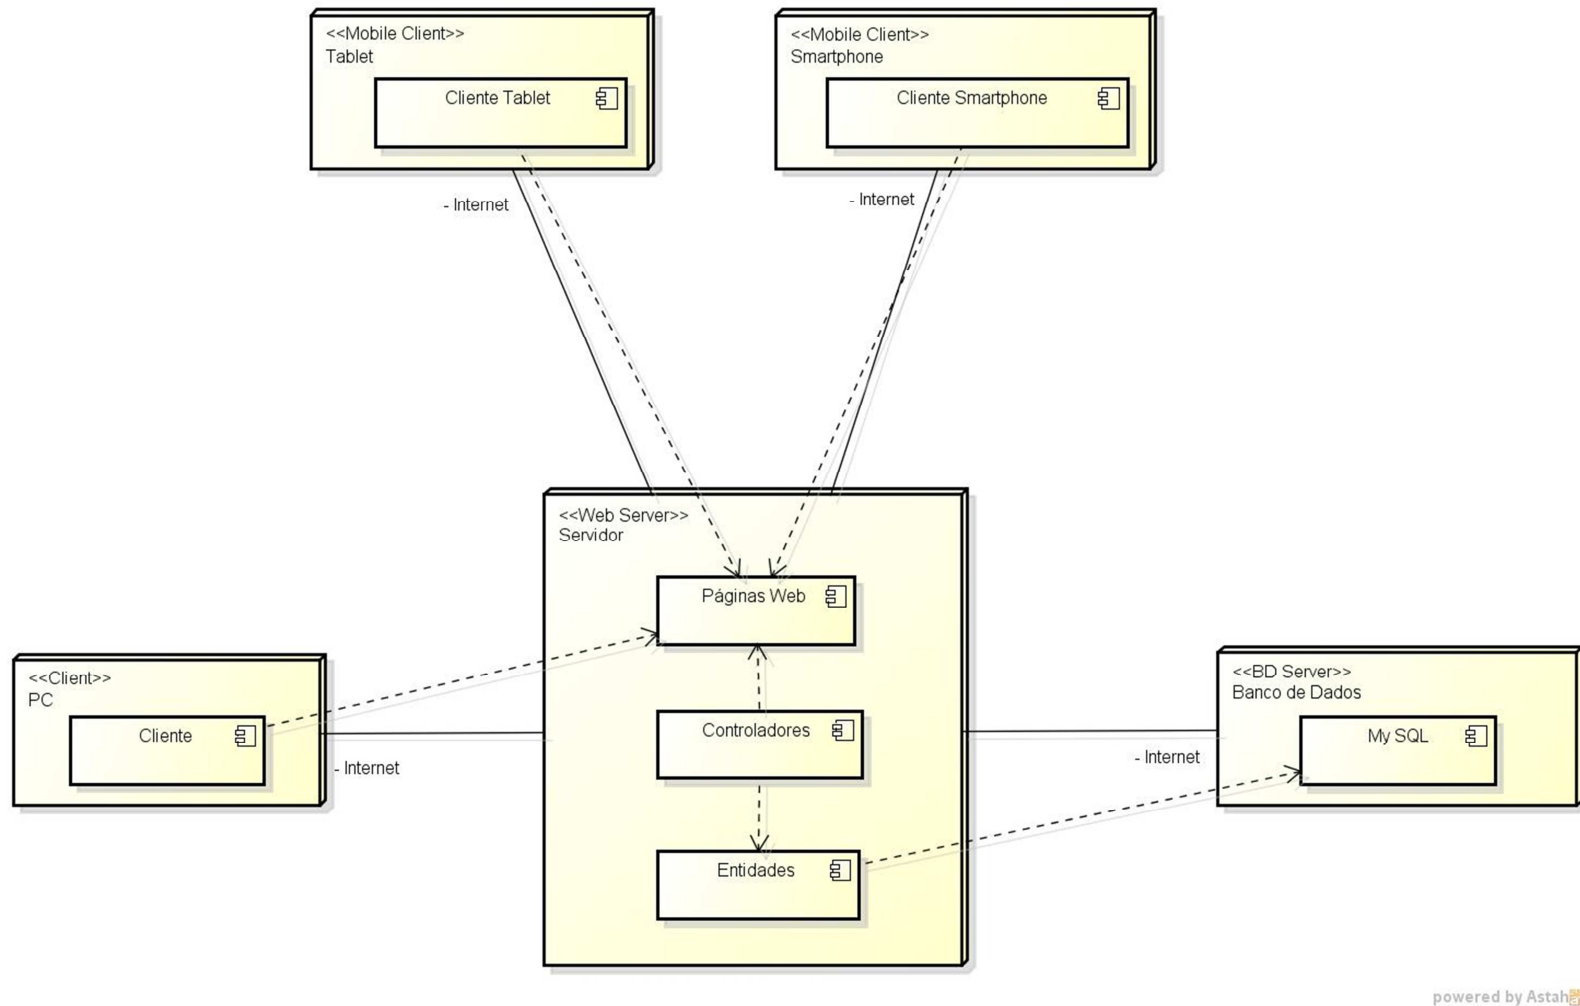 <<Mobile Client>>
Tablet
Cliente Tablet
<<Mobile Client>>
Smartphone
Cliente Smartphone
- Internet
- Internet
<<Web Server>>
Servidor
Páginas Web
<<Client>>
PC
Cliente
- Internet
Controladores
Entidades
<<BD Server>>
Banco de Dados
My SQL
- Internet
powered by Astah